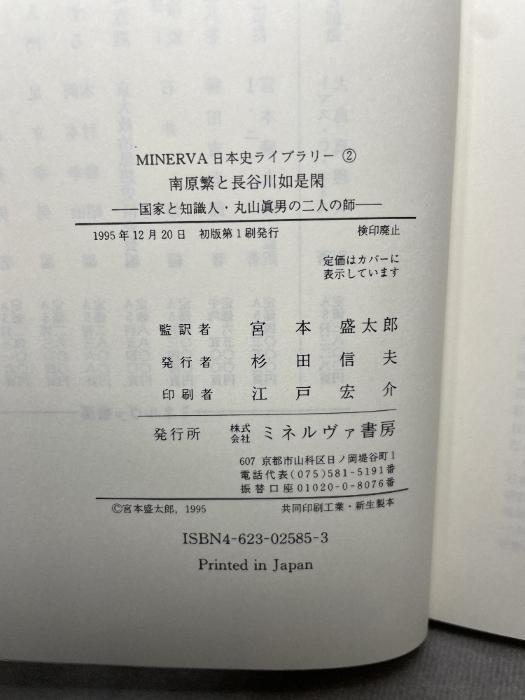 MINERVA日本史ライブラリー ②
南原繁と長谷川如是閑
――国家と知識人・丸山眞男の二人の師――
1995年12月20日 初版第1刷発行 検印廃止
定価はカバーに
表示しています
監訳者 宮本盛太郎
発行者 杉田信夫
印刷者 江戸宏介
発行所 株式会社 ミネルヴァ書房
607 京都市山科区日ノ岡堤谷町1
電話代表(075)581-5191番
振替口座01020-0-8076番
©宮本盛太郎, 1995 共同印刷工業・新生製本
ISBN4-623-02585-3
Printed in Japan